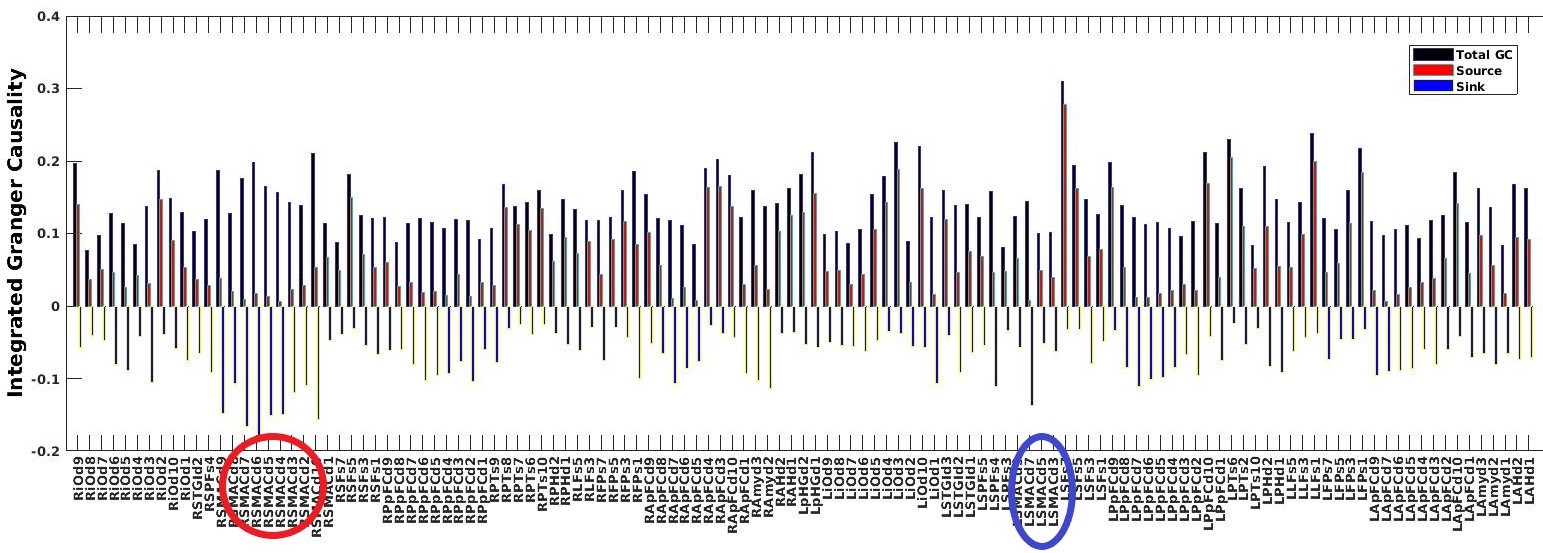 0.4
0.3
0.2
0.1
0
-0.1
-0.2
Integrated Granger Causality
Total GC
Source
Sink
RiOd9
RiOd8
RiOd7
RiOd6
RiOd5
RiOd4
RiOd3
RiOd2
RiOd10
RiOd1
RSTGId2
RSPFs4
RSMACd7
RSMACd6
RSMACd5
RSMACd4
RSMACd3
RSMACd2
RSMACd1
RSFs7
RSFs5
RSFs3
RSFs1
RPpFCd9
RPpFCd8
RPpFCd7
RPpFCd6
RPpFCd5
RPpFCd4
RPpFCd3
RPpFCd2
RPpFCd1
RPTs9
RPTs8
RPTs7
RPTs6
RPTs10
RPHd2
RPHd1
RLFs5
RLFs3
RFPs7
RFPs5
RFPs3
RFPs1
RApFCd9
RApFCd8
RApFCd7
RApFCd6
RApFCd5
RApFCd4
RApFCd3
RApFCd10
RApFCd1
RAmyd3
RAmyd2
RAHd2
RAHd1
LpHGd2
LpHGd1
LiOd9
LiOd8
LiOd7
LiOd6
LiOd5
LiOd4
LiOd3
LiOd2
LiOd10
LiOd1
LSTGId3
LSTGId2
LSTGId1
LSPFs5
LSPFs4
LSPFs3
LSMACd7
LSMACd5
LSMACd3
LSFs5
LSFs3
LSFs1
LPpFCd9
LPpFCd8
LPpFCd7
LPpFCd6
LPpFCd5
LPpFCd4
LPpFCd3
LPpFCd2
LPpFCd10
LPpFCd1
LPTs6
LPTs2
LPTs10
LPHd2
LPHd1
LLFs5
LLFs3
LLFs1
LFPs7
LFPs5
LFPs3
LFPs1
LApFCd9
LApFCd7
LApFCd6
LApFCd5
LApFCd4
LApFCd3
LApFCd2
LApFCd10
LApFCd1
LAmyd3
LAmyd2
LAmyd1
LAHd2
LAHd1